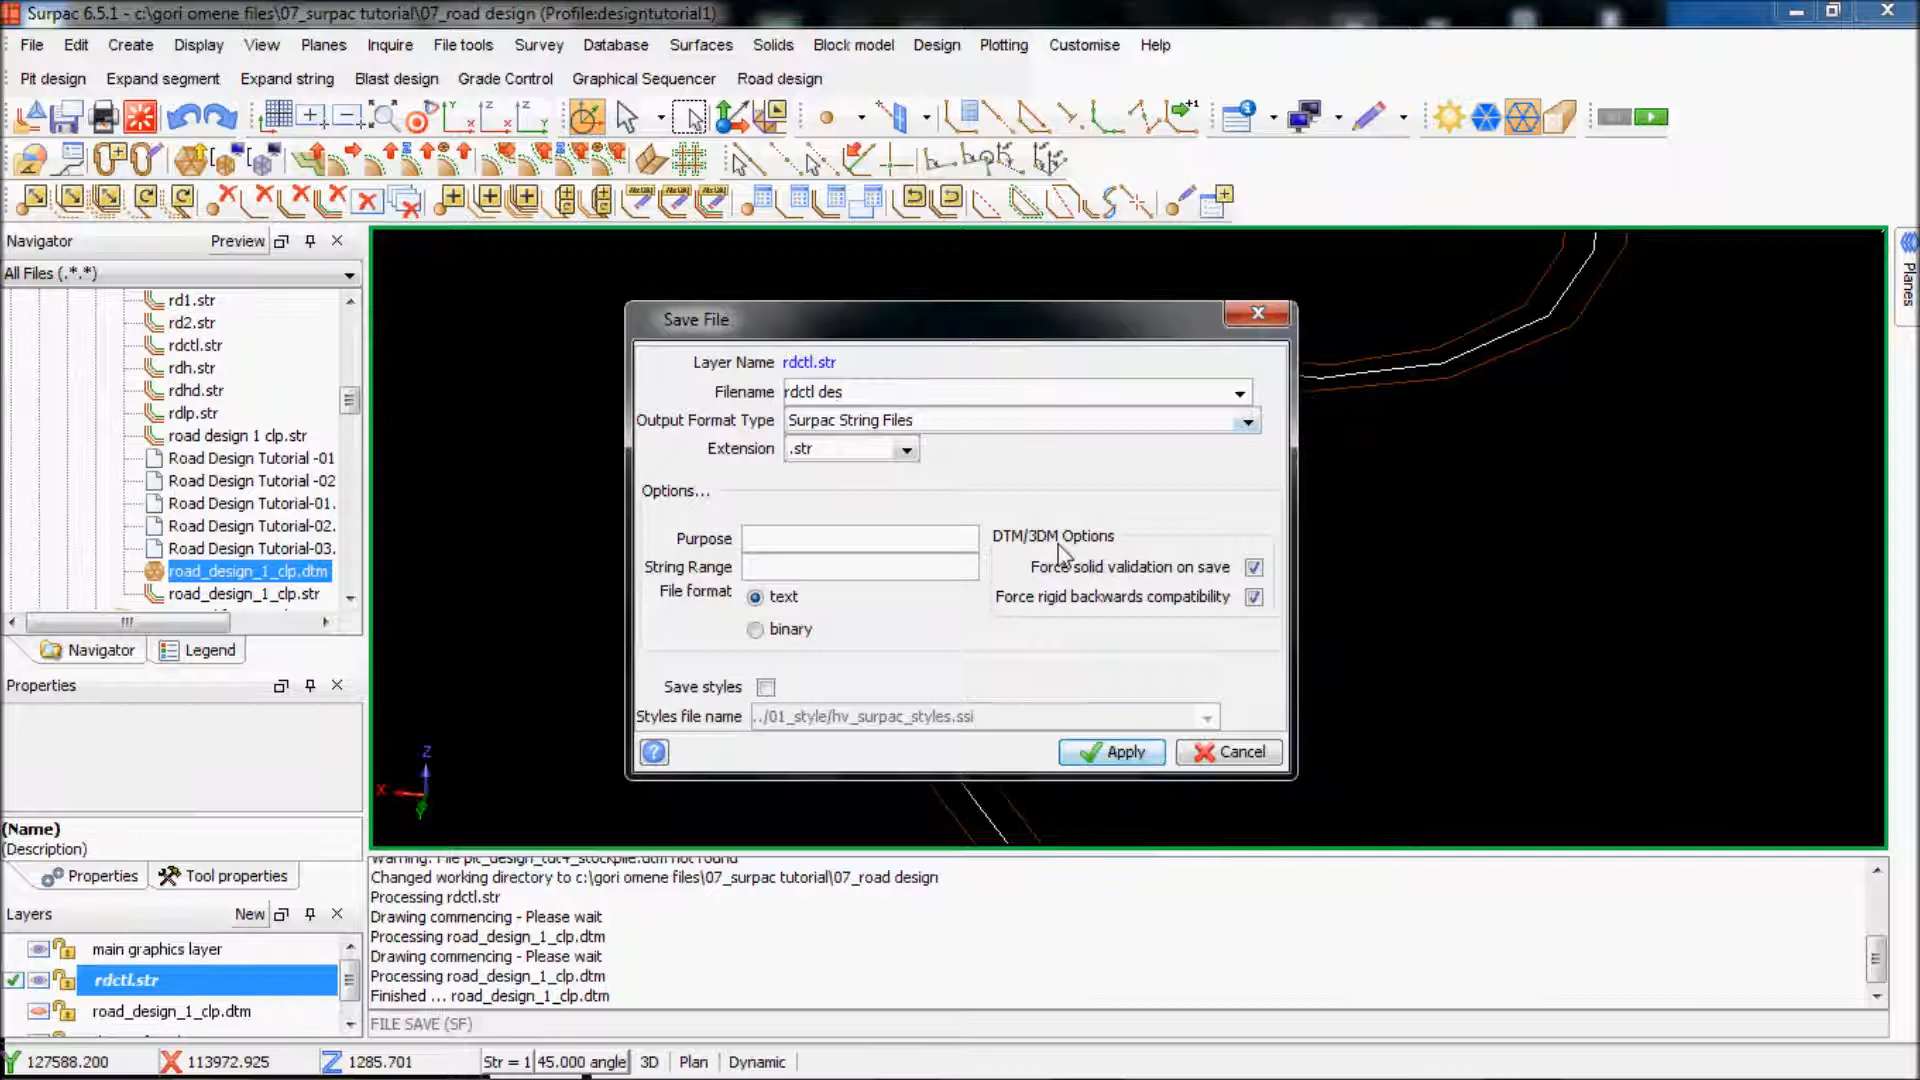 Surpac 6.5.1 - c:\gori omene files\07_surpac tutorial\07_road design (Profile:designtutorial1)
File Edit Create Display View Planes Inquire File tools Survey Database Surfaces Solids Block model Design Plotting Customise Help
Pit design Expand segment Expand string Blast design Grade Control Graphical Sequencer Road design
Navigator Preview
All Files (.*.*)
rd1.str
rd2.str
rdctl.str
rdh.str
rdhd.str
rdlp.str
road design 1 clp.str
Road Design Tutorial -01
Road Design Tutorial -02
Road Design Tutorial-01.
Road Design Tutorial-02.
Road Design Tutorial-03.
road_design_1_clp.dtm
road_design_1_clp.str
Navigator Legend
Properties
(Name)
(Description)
Properties Tool properties
Layers New
main graphics layer
rdctl.str
road_design_1_clp.dtm
Planes
Save File
Layer Name rdctl.str
Filename rdctl des
Output Format Type Surpac String Files
Extension .str
Options...
Purpose
String Range
File format text
binary
DTM/3DM Options
Force solid validation on save
Force rigid backwards compatibility
Save styles
Styles file name ../01_style/hv_surpac_styles.ssi
Apply Cancel
Z
X
Y
Warning: File pit_design_tut4_stockpile.dtm not found
Changed working directory to c:\gori omene files\07_surpac tutorial\07_road design
Processing rdctl.str
Drawing commencing - Please wait
Processing road_design_1_clp.dtm
Drawing commencing - Please wait
Processing road_design_1_clp.dtm
Finished ... road_design_1_clp.dtm
FILE SAVE (SF)
Y 127588.200 X 113972.925 Z 1285.701 Str = 1 45.000 angle 3D Plan Dynamic